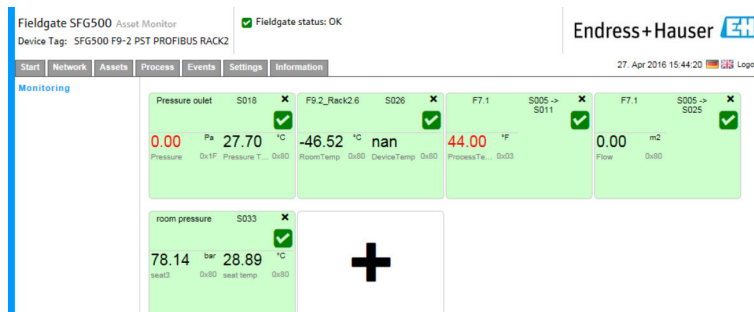 Fieldgate SFG500 Asset Monitor
Device Tag: SFG500 F9-2 PST PROFIBUS RACK2
Fieldgate status: OK
Endress+Hauser EH
Start Network Assets Process Events Settings Information
27. Apr 2016 15:44:20 Logo
Monitoring
Pressure oulet S018
0.00 Pa 27.70 °C
Pressure 0x1F Pressure T... 0x80
F9.2_Rack2.6 S026
-46.52 °C nan
RoomTemp 0x80 DeviceTemp 0x80
F7.1 S005 ->
S011
44.00 °F
ProcessTe... 0x03
F7.1 S005 ->
S025
0.00 m2
Flow 0x80
room pressure S033
78.14 bar 28.89 °C
seat3 0x80 seat temp 0x80